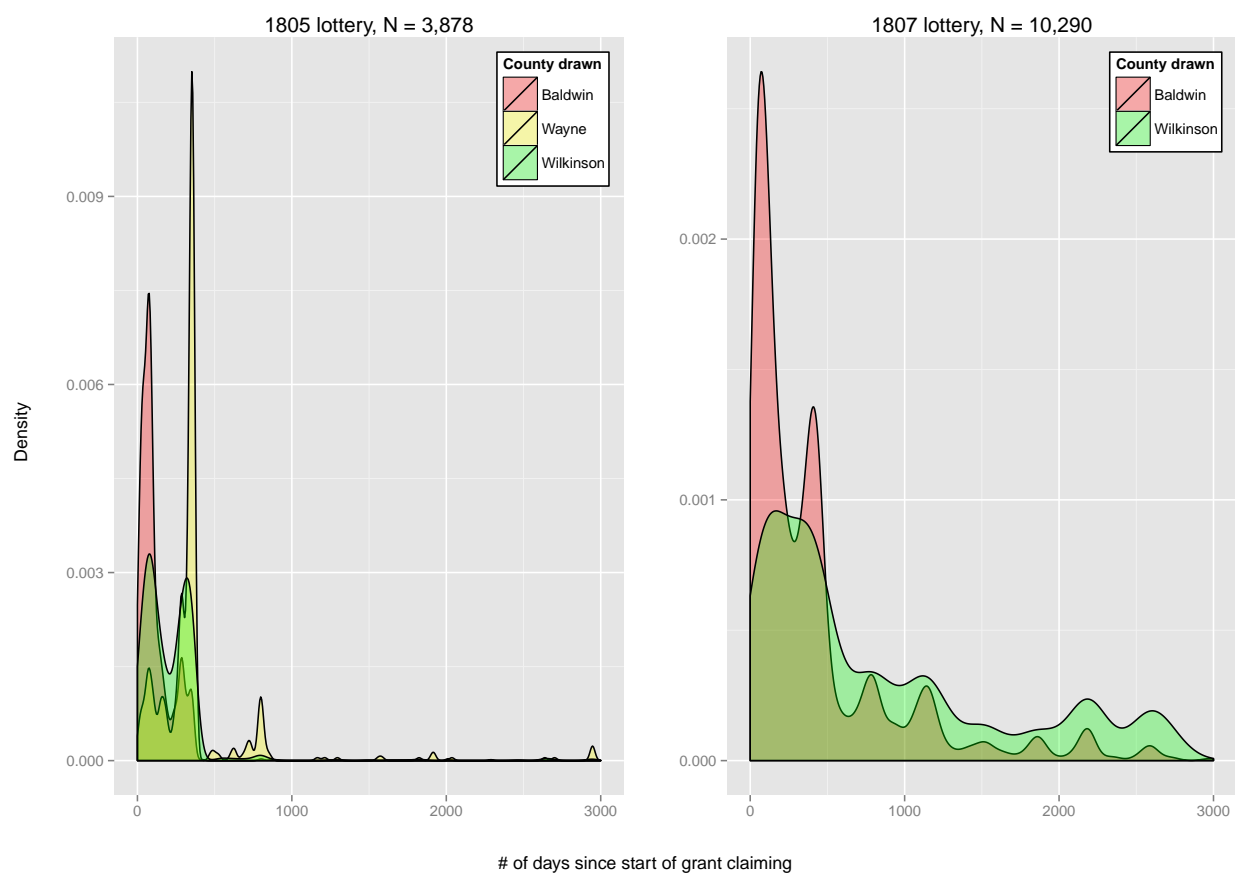 1805 lottery, N = 3,878
County drawn
Baldwin
Wayne
Wilkinson
0.009
0.006
0.003
0.000
0
1000
2000
3000
Density
1807 lottery, N = 10,290
County drawn
Baldwin
Wilkinson
0.002
0.001
0.000
0
1000
2000
3000
# of days since start of grant claiming